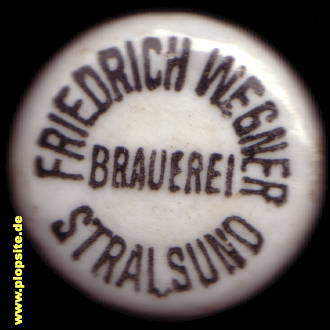 FRIEDRICH WEGNER
BRAUEREI
STRALSUND
www.plopsite.de